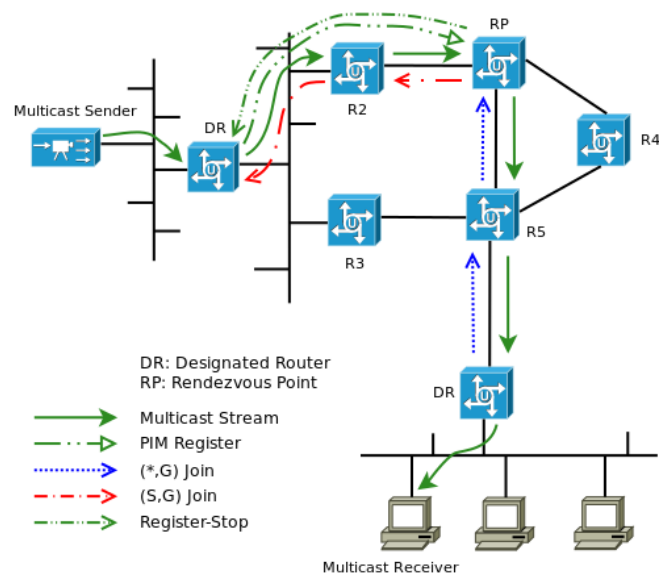 RP
Multicast Sender
DR
R2
R4
R3
R5
DR: Designated Router
RP: Rendezvous Point
DR
Multicast Stream
PIM Register
(*,G) Join
(S,G) Join
Register-Stop
Multicast Receiver
U
U
U
U
U
U
U